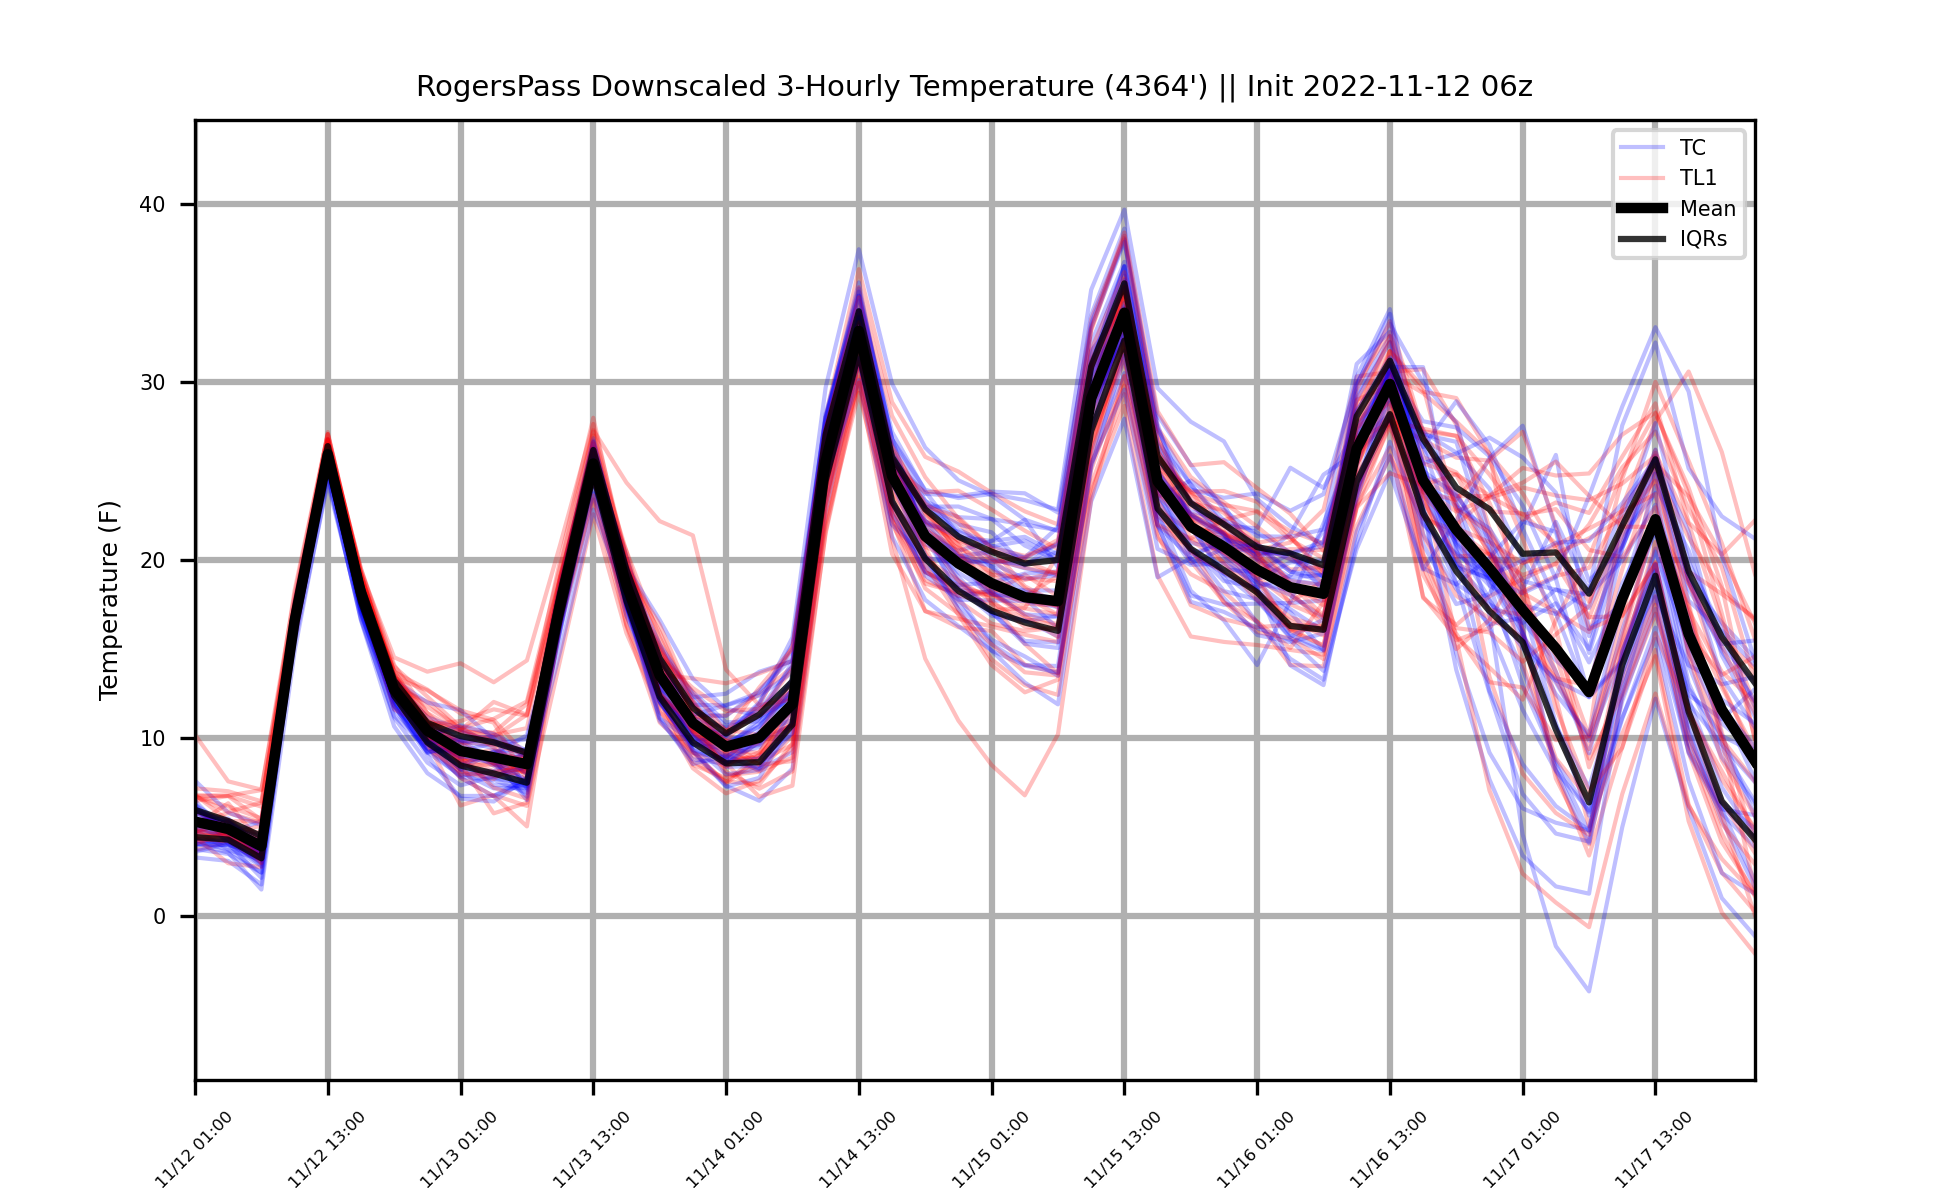 RogersPass Downscaled 3-Hourly Temperature (4364') || Init 2022-11-12 06z
TC
TL1
Mean
IQRs
Temperature (F)
40
30
20
10
0
11/12 01:00
11/12 13:00
11/13 01:00
11/13 13:00
11/14 01:00
11/14 13:00
11/15 01:00
11/15 13:00
11/16 01:00
11/16 13:00
11/17 01:00
11/17 13:00